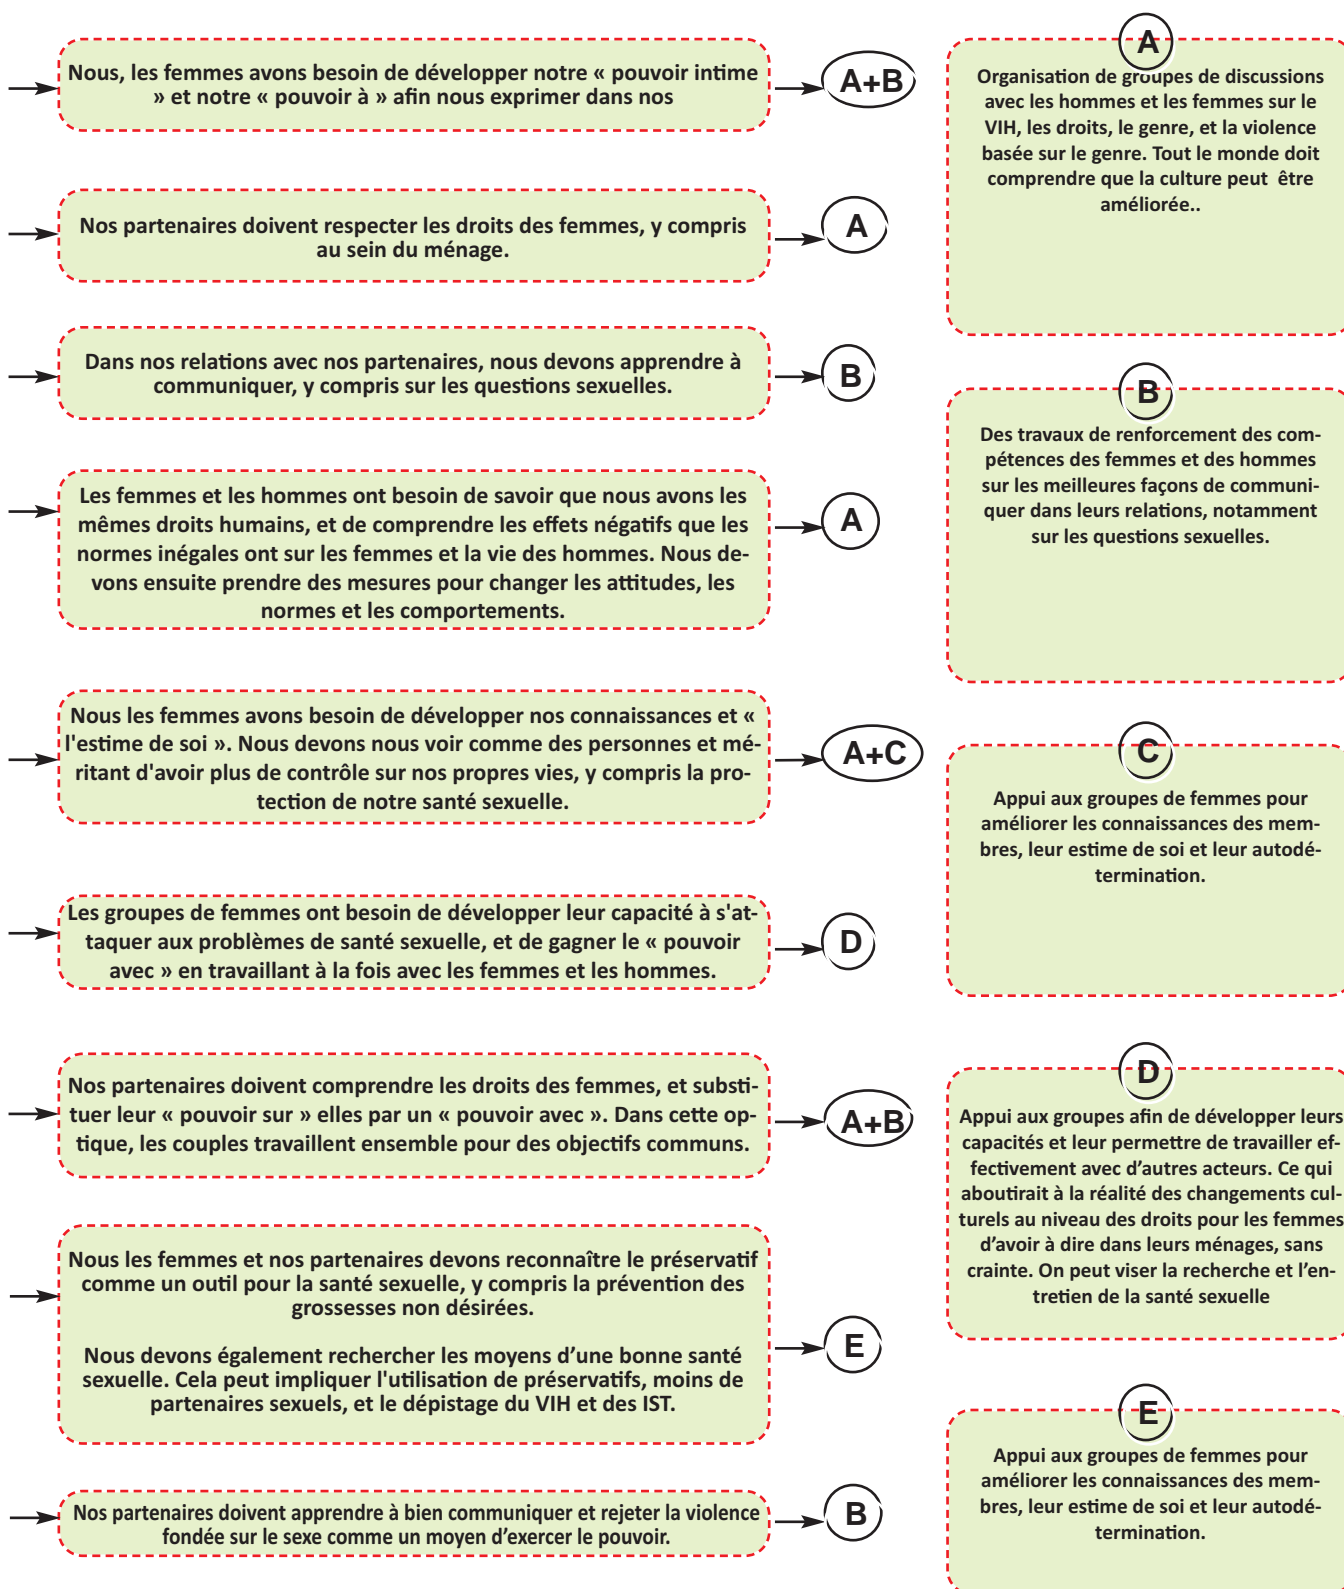 Nous, les femmes avons besoin de développer notre « pouvoir intime
» et notre « pouvoir à » afin nous exprimer dans nos
A+B
Nos partenaires doivent respecter les droits des femmes, y compris
au sein du ménage.
A
Dans nos relations avec nos partenaires, nous devons apprendre à
communiquer, y compris sur les questions sexuelles.
B
Les femmes et les hommes ont besoin de savoir que nous avons les
mêmes droits humains, et de comprendre les effets négatifs que les
normes inégales ont sur les femmes et la vie des hommes. Nous de-
vons ensuite prendre des mesures pour changer les attitudes, les
normes et les comportements.
A
Nous les femmes avons besoin de développer nos connaissances et «
l'estime de soi ». Nous devons nous voir comme des personnes et mé-
ritant d'avoir plus de contrôle sur nos propres vies, y compris la pro-
tection de notre santé sexuelle.
A+C
Les groupes de femmes ont besoin de développer leur capacité à s'at-
taquer aux problèmes de santé sexuelle, et de gagner le « pouvoir
avec » en travaillant à la fois avec les femmes et les hommes.
D
Nos partenaires doivent comprendre les droits des femmes, et substi-
tuer leur « pouvoir sur » elles par un « pouvoir avec ». Dans cette op-
tique, les couples travaillent ensemble pour des objectifs communs.
A+B
Nous les femmes et nos partenaires devons reconnaître le préservatif
comme un outil pour la santé sexuelle, y compris la prévention des
grossesses non désirées.
Nous devons également rechercher les moyens d’une bonne santé
sexuelle. Cela peut impliquer l'utilisation de préservatifs, moins de
partenaires sexuels, et le dépistage du VIH et des IST.
E
Nos partenaires doivent apprendre à bien communiquer et rejeter la violence
fondée sur le sexe comme un moyen d’exercer le pouvoir.
B
A
Organisation de groupes de discussions
avec les hommes et les femmes sur le
VIH, les droits, le genre, et la violence
basée sur le genre. Tout le monde doit
comprendre que la culture peut être
améliorée..
B
Des travaux de renforcement des com-
pétences des femmes et des hommes
sur les meilleures façons de communi-
quer dans leurs relations, notamment
sur les questions sexuelles.
C
Appui aux groupes de femmes pour
améliorer les connaissances des mem-
bres, leur estime de soi et leur autodé-
termination.
D
Appui aux groupes afin de développer leurs
capacités et leur permettre de travailler ef-
fectivement avec d’autres acteurs. Ce qui
aboutirait à la réalité des changements cul-
turels au niveau des droits pour les femmes
d’avoir à dire dans leurs ménages, sans
crainte. On peut viser la recherche et l’en-
tretien de la santé sexuelle
E
Appui aux groupes de femmes pour
améliorer les connaissances des mem-
bres, leur estime de soi et leur autodé-
termination.